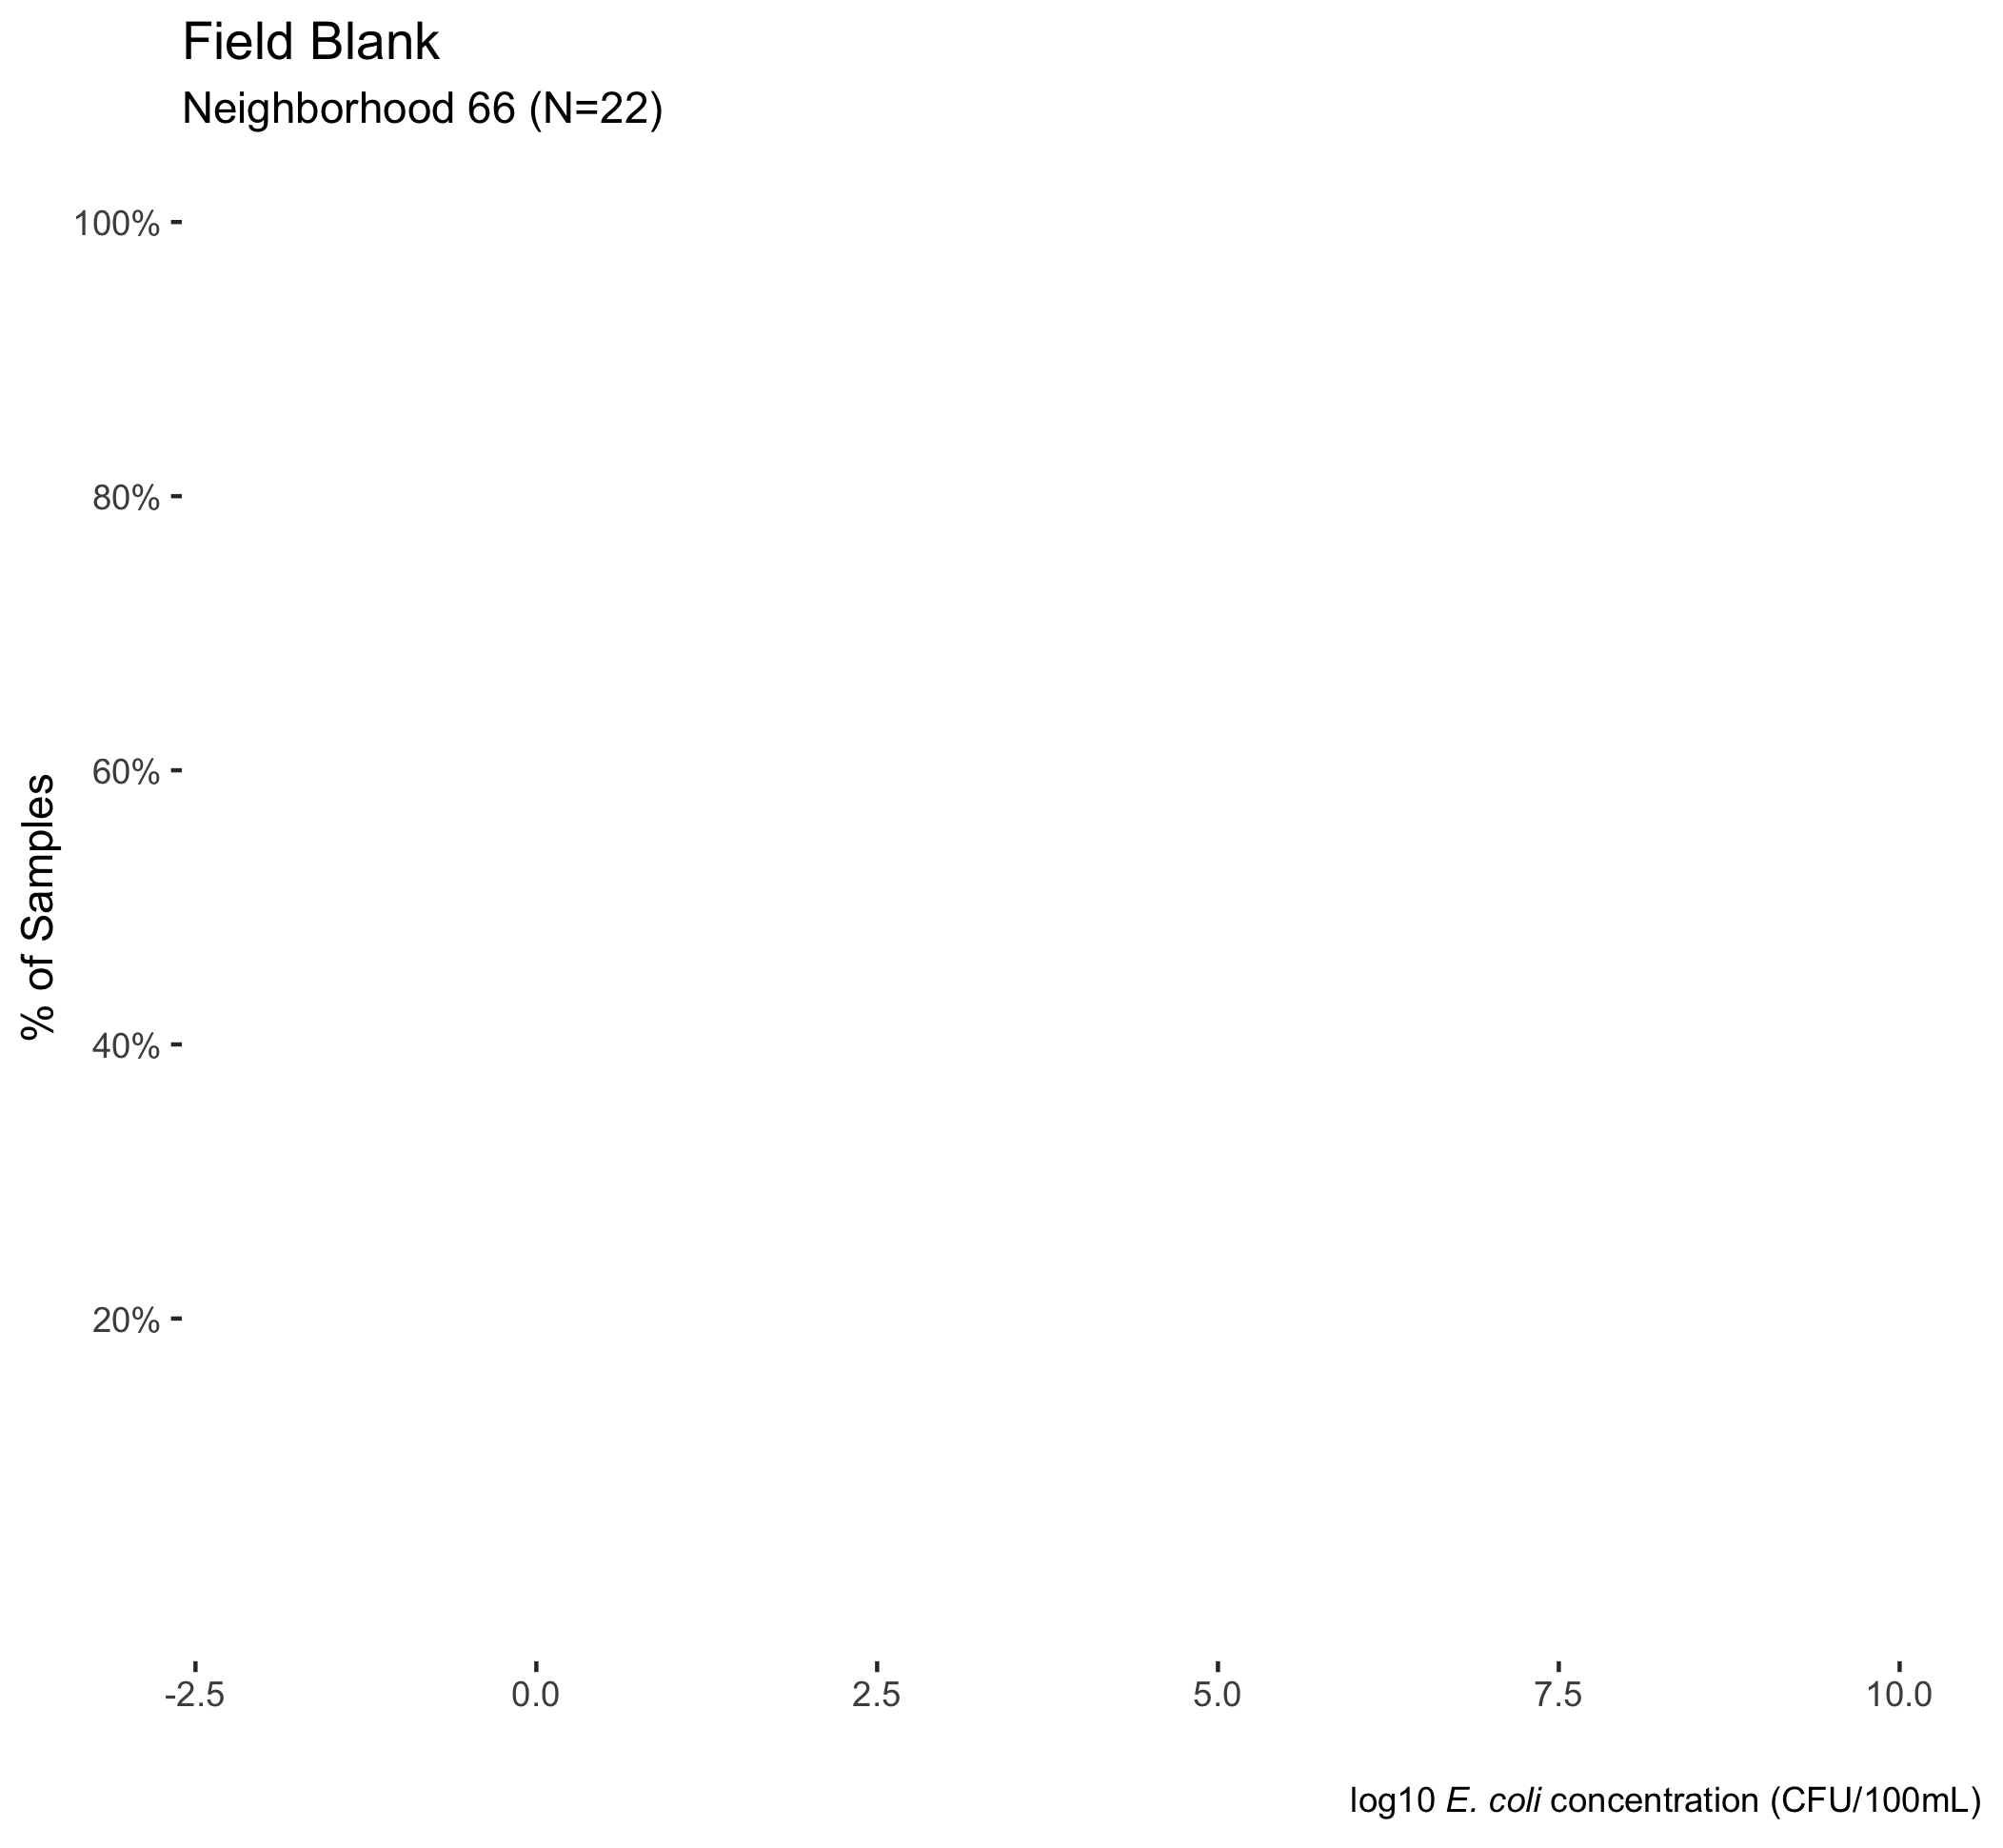 Field Blank
Neighborhood 66 (N=22)
% of Samples
100%
80%
60%
40%
20%
-2.5 0.0 2.5 5.0 7.5 10.0
log10 E. coli concentration (CFU/100mL)